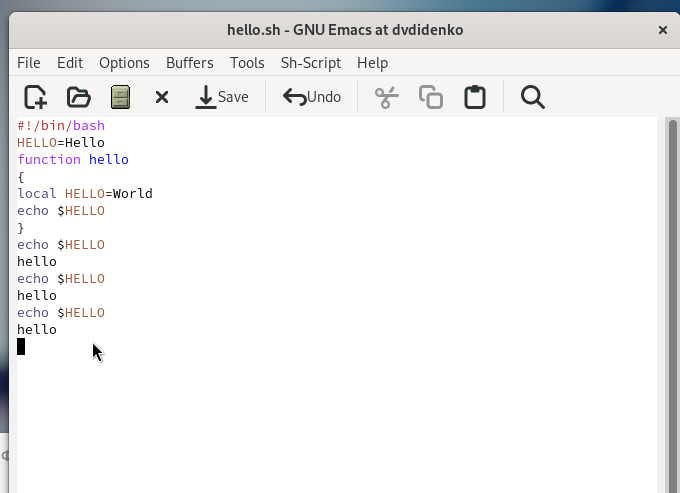 hello.sh - GNU Emacs at dvdidenko
File Edit Options Buffers Tools Sh-Script Help
Save Undo
#!/bin/bash
HELLO=Hello
function hello
{
local HELLO=World
echo $HELLO
}
echo $HELLO
hello
echo $HELLO
hello
echo $HELLO
hello